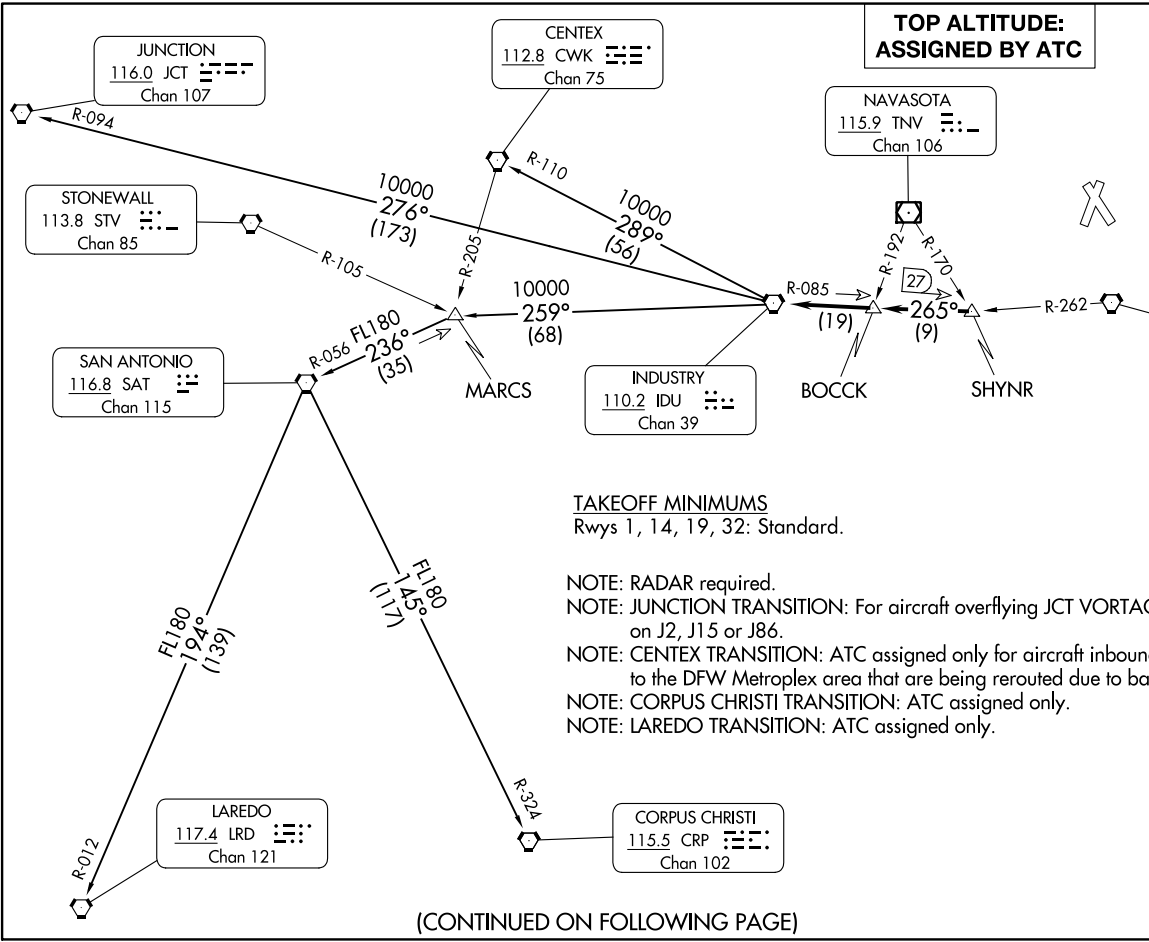 TOP ALTITUDE:
ASSIGNED BY ATC
JUNCTION
116.0 JCT
Chan 107
CENTEX
112.8 CWK
Chan 75
NAVASOTA
115.9 TNV
Chan 106
STONEWALL
113.8 STV
Chan 85
SAN ANTONIO
116.8 SAT
Chan 115
INDUSTRY
110.2 IDU
Chan 39
LAREDO
117.4 LRD
Chan 121
CORPUS CHRISTI
115.5 CRP
Chan 102
R-094
10000
276°
(173)
R-110
10000
289°
(56)
R-205
R-105
10000
259°
(68)
R-085
(19)
R-192
R-170
27
265°
(9)
R-262
R-056
FL180
236°
(35)
MARCS
BOCCK
SHYNR
FL180
194°
(139)
R-012
FL180
145°
(117)
R-324
TAKEOFF MINIMUMS
Rwys 1, 14, 19, 32: Standard.
NOTE: RADAR required.
NOTE: JUNCTION TRANSITION: For aircraft overflying JCT VORTAC
on J2, J15 or J86.
NOTE: CENTEX TRANSITION: ATC assigned only for aircraft inbound
to the DFW Metroplex area that are being rerouted due to ba
NOTE: CORPUS CHRISTI TRANSITION: ATC assigned only.
NOTE: LAREDO TRANSITION: ATC assigned only.
(CONTINUED ON FOLLOWING PAGE)